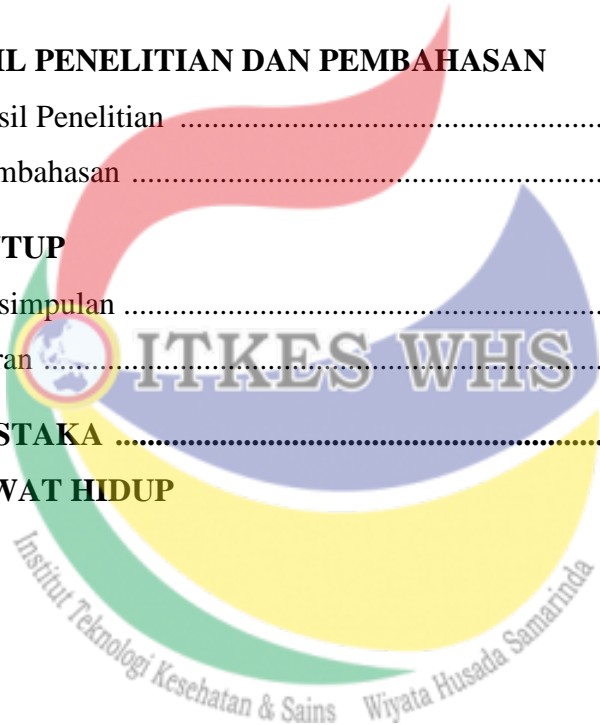 IL PENELITIAN DAN PEMBAHASAN
sil Penelitian ........................................................
mbahasan ..............................................................
UTUP
simpulan ...............................................................
ITKES WHS
ran ..........................................................................
STAKA ................................................................
WAT HIDUP
Institut Teknologi Kesehatan & Sains Wiyata Husada Samarinda